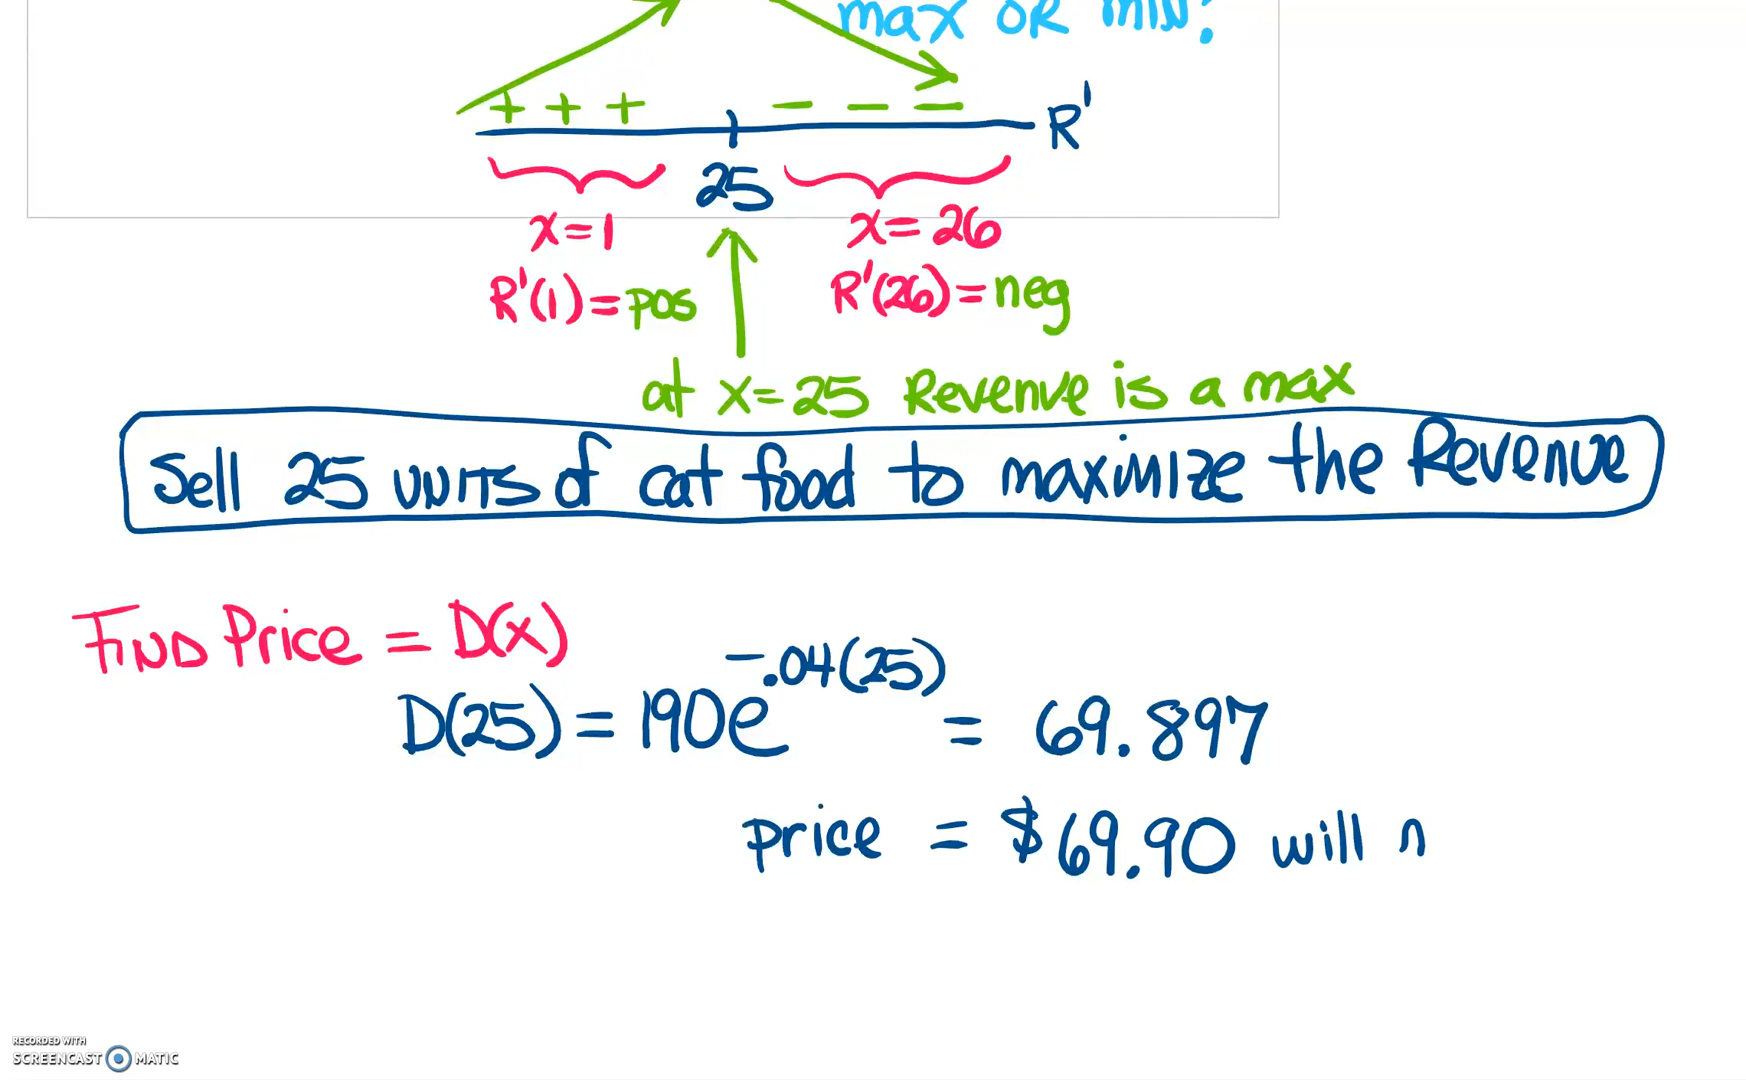 max OR MIN?
+ + + – – – R'
25
x=1 x=26
R'(1)=pos R'(26)=neg
at x=25 Revenue is a max
Sell 25 UNITS of cat food to maximize the Revenue
FIND Price = D(x)
D(25) = 190e^-.04(25) = 69.897
price = $69.90 will n
RECORDED WITH
SCREENCAST MATIC